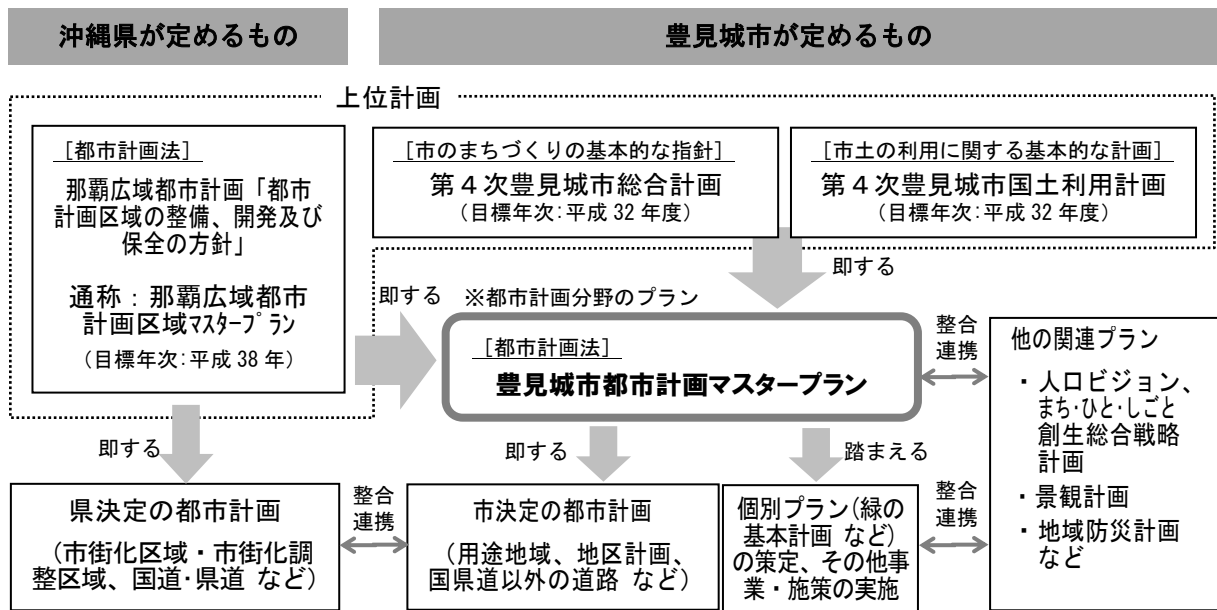 沖縄県が定めるもの
豊見城市が定めるもの
上位計画
［都市計画法］
那覇広域都市計画「都市
計画区域の整備、開発及び
保全の方針」
通称：那覇広域都市
計画区域ﾏｽﾀｰﾌﾟﾗﾝ
（目標年次:平成 38 年）
［市のまちづくりの基本的な指針］
第４次豊見城市総合計画
（目標年次:平成 32 年度）
［市土の利用に関する基本的な計画］
第４次豊見城市国土利用計画
（目標年次:平成 32 年度）
即する
即する
※都市計画分野のプラン
［都市計画法］
豊見城市都市計画マスタープラン
整合
連携
他の関連プラン
・人口ビジョン、
まち･ひと･しごと
創生総合戦略
計画
・景観計画
・地域防災計画
など
即する
即する
踏まえる
県決定の都市計画
（市街化区域・市街化調
整区域、国道･県道 など）
整合
連携
市決定の都市計画
（用途地域、地区計画、
国県道以外の道路 など）
個別プラン（緑の
基本計画 など）
の策定、その他事
業・施策の実施
整合
連携